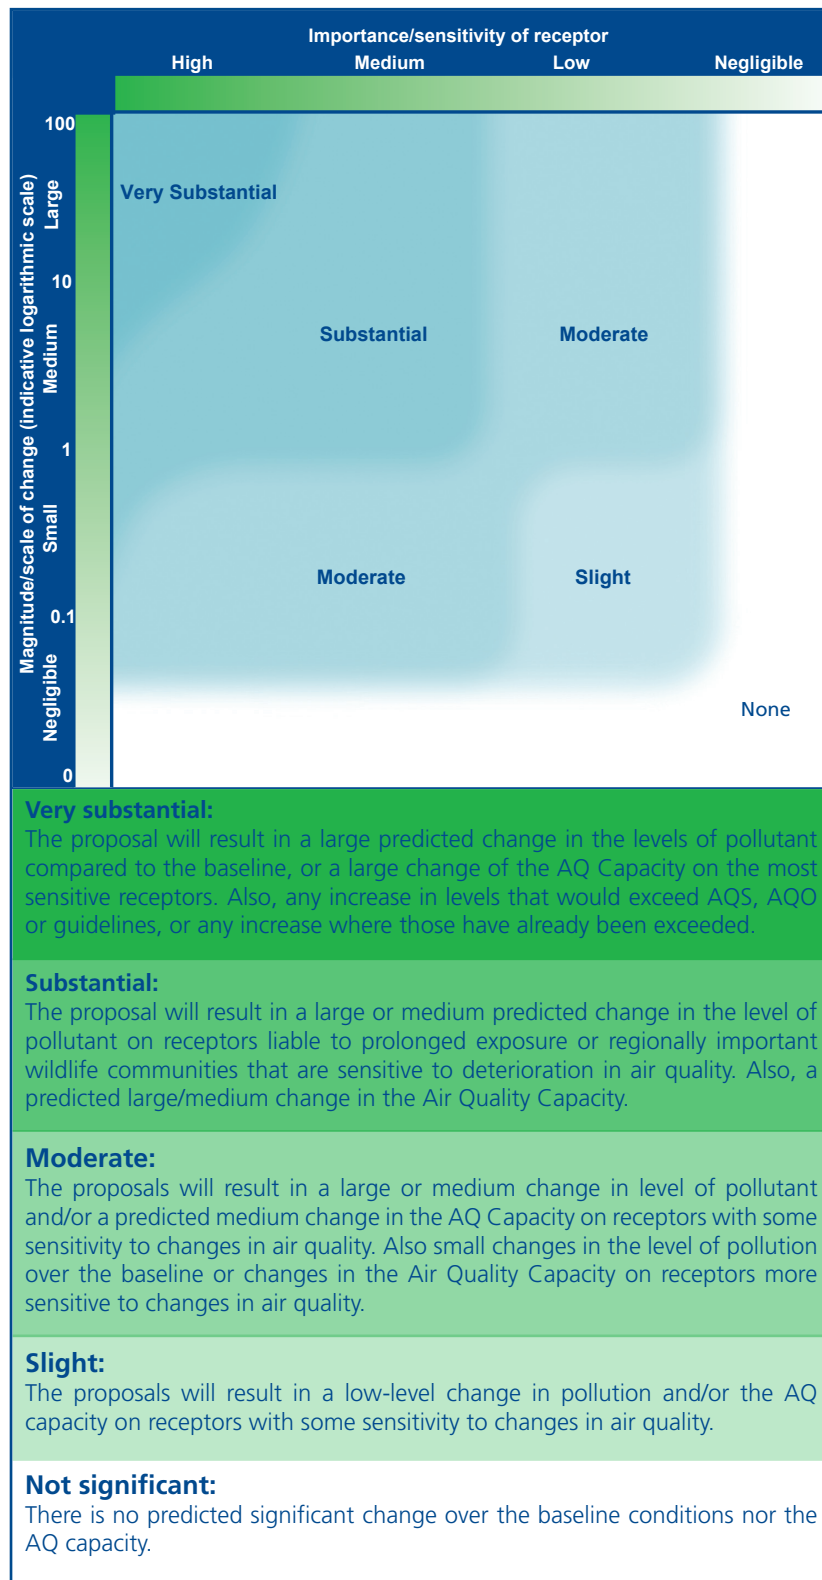 Importance/sensitivity of receptor
High Medium Low Negligible
Magnitude/scale of change (indicative logarithmic scale)
100
Large
10
Medium
1
Small
0.1
Negligible
0
Very Substantial
Substantial Moderate
Moderate Slight
None
Very substantial:
The proposal will result in a large predicted change in the levels of pollutant
compared to the baseline, or a large change of the AQ Capacity on the most
sensitive receptors. Also, any increase in levels that would exceed AQS, AQO
or guidelines, or any increase where those have already been exceeded.
Substantial:
The proposal will result in a large or medium predicted change in the level of
pollutant on receptors liable to prolonged exposure or regionally important
wildlife communities that are sensitive to deterioration in air quality. Also, a
predicted large/medium change in the Air Quality Capacity.
Moderate:
The proposals will result in a large or medium change in level of pollutant
and/or a predicted medium change in the AQ Capacity on receptors with some
sensitivity to changes in air quality. Also small changes in the level of pollution
over the baseline or changes in the Air Quality Capacity on receptors more
sensitive to changes in air quality.
Slight:
The proposals will result in a low-level change in pollution and/or the AQ
capacity on receptors with some sensitivity to changes in air quality.
Not significant:
There is no predicted significant change over the baseline conditions nor the
AQ capacity.